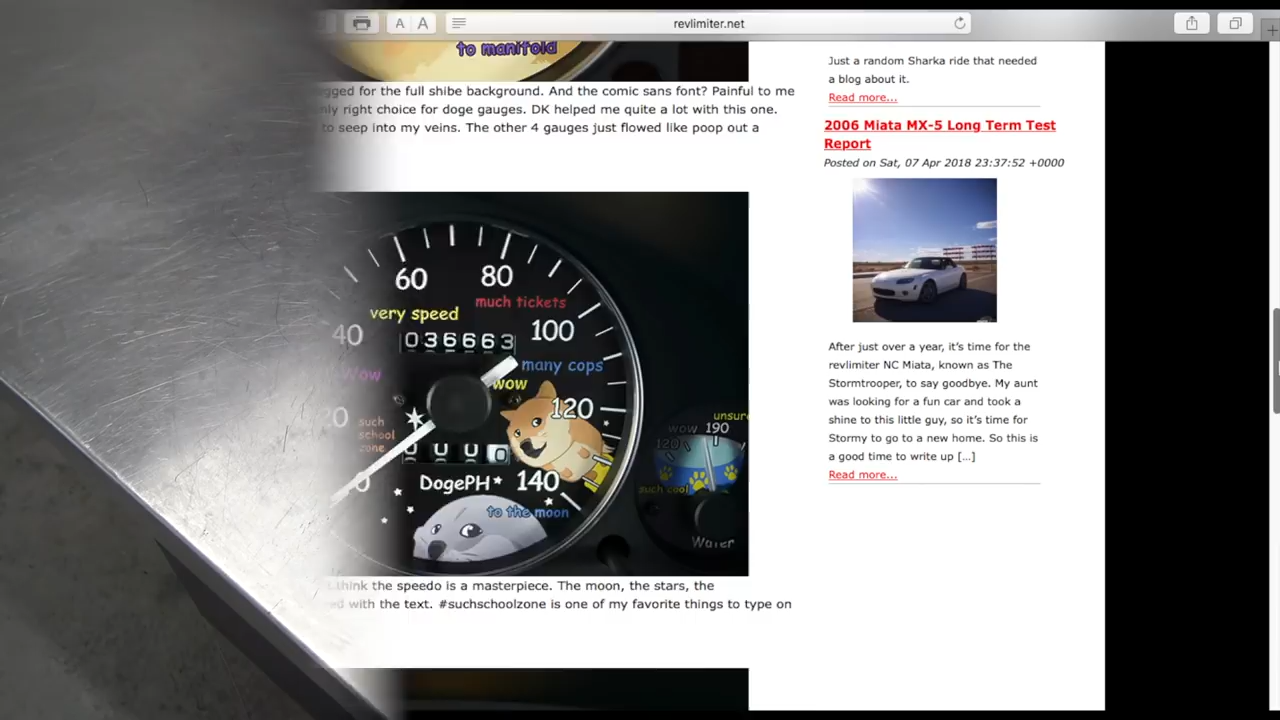 A A
revlimiter.net
to manifold
for the full shibe background. And the comic sans font? Painful to me
right choice for doge gauges. DK helped me quite a lot with this one.
to seep into my veins. The other 4 gauges just flowed like poop out a
40
60
80
100
120
140
0
very speed
much tickets
036663
many cops
wow
Wow
such
school
zone
DogePH
to the moon
unsure
wow 190
120
such cool
Water
think the speedo is a masterpiece. The moon, the stars, the
with the text. #suchschoolzone is one of my favorite things to type on
Just a random Sharka ride that needed
a blog about it.
Read more...
2006 Miata MX-5 Long Term Test
Report
Posted on Sat, 07 Apr 2018 23:37:52 +0000
After just over a year, it's time for the
revlimiter NC Miata, known as The
Stormtrooper, to say goodbye. My aunt
was looking for a fun car and took a
shine to this little guy, so it's time for
Stormy to go to a new home. So this is
a good time to write up [...]
Read more...